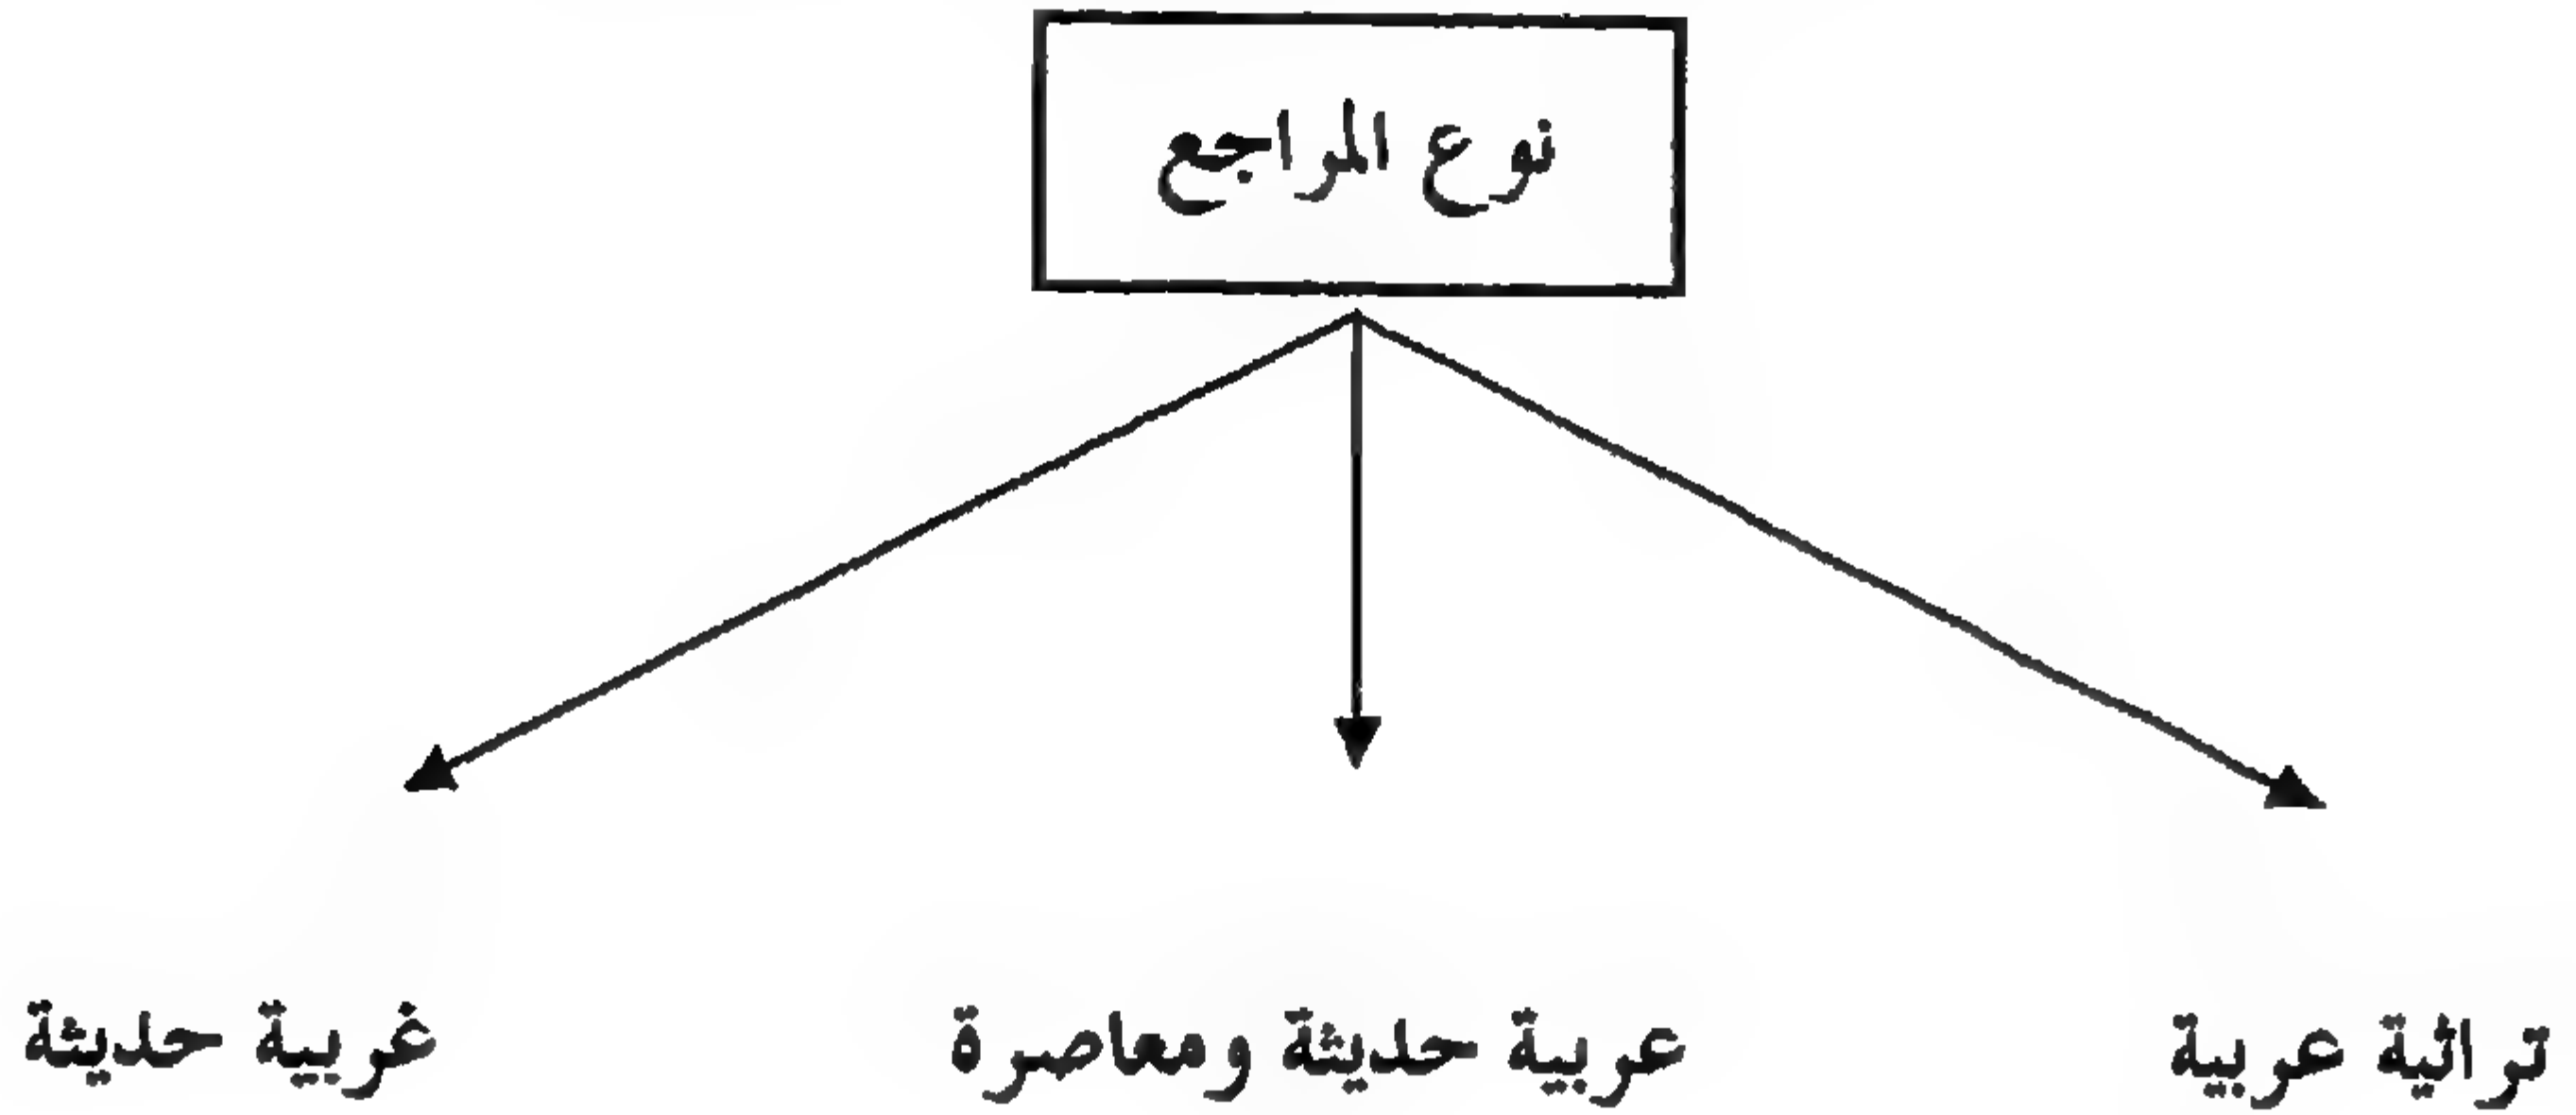 نوع المراجع
تراثية عربية
عربية حديثة ومعاصرة
غربية حديثة